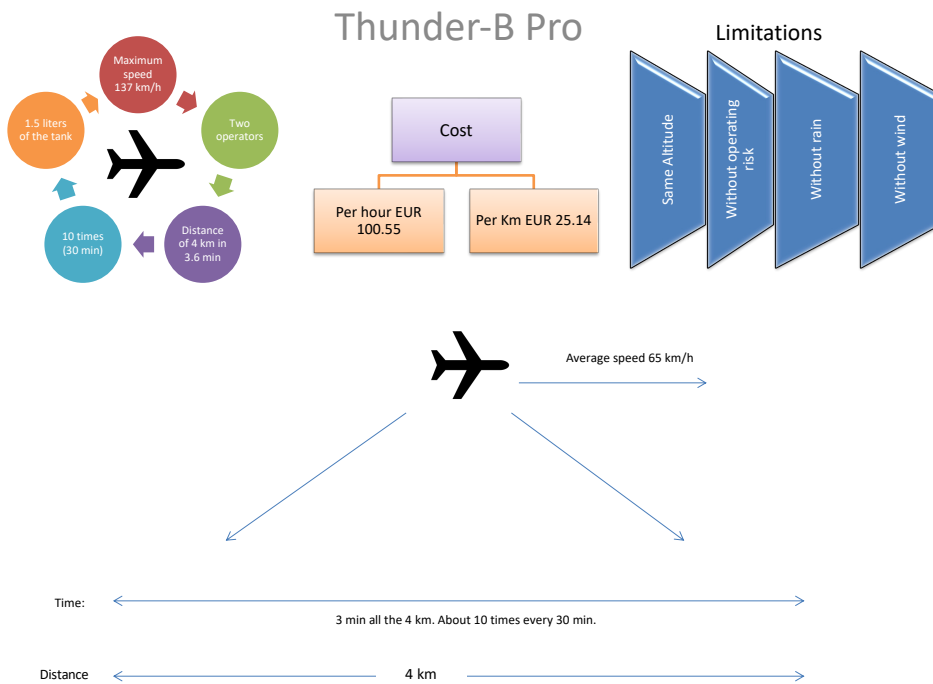 Thunder-B Pro
Maximum
speed
137 km/h
Two
operators
Distance
of 4 km in
3.6 min
10 times
(30 min)
1.5 liters
of the tank
Cost
Per hour EUR
100.55
Per Km EUR 25.14
Limitations
Same Altitude
Without operating
risk
Without rain
Without wind
Average speed 65 km/h
Time:
3 min all the 4 km. About 10 times every 30 min.
Distance
4 km